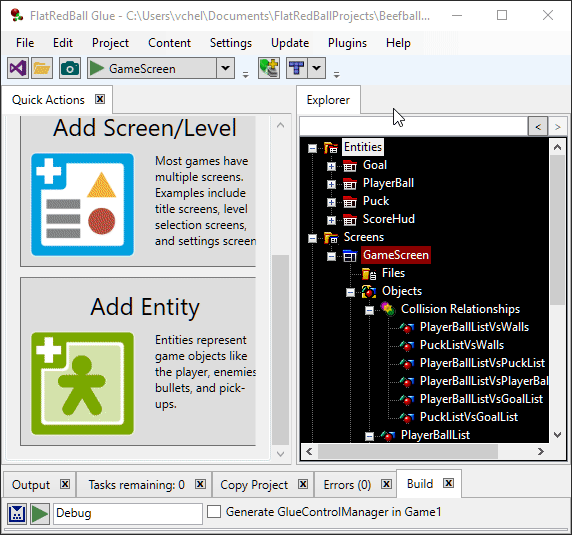 FlatRedBall Glue - C:\Users\vchel\Documents\FlatRedBallProjects\Beefball...
File Edit Project Content Settings Update Plugins Help
GameScreen
Quick Actions
Add Screen/Level
Most games have
multiple screens.
Examples include
title screens, level
selection screens,
and settings screen
Add Entity
Entities represent
game objects like
the player, enemies
bullets, and pick-
ups.
Explorer
< >
Entities
Goal
PlayerBall
Puck
ScoreHud
Screens
GameScreen
Files
Objects
Collision Relationships
PlayerBallListVsWalls
PuckListVsWalls
PlayerBallListVsPuckList
PlayerBallListVsPlayerBal
PlayerBallListVsGoalList
PuckListVsGoalList
PlayerBallList
Output Tasks remaining: 0 Copy Project Errors (0) Build
Debug Generate GlueControlManager in Game1